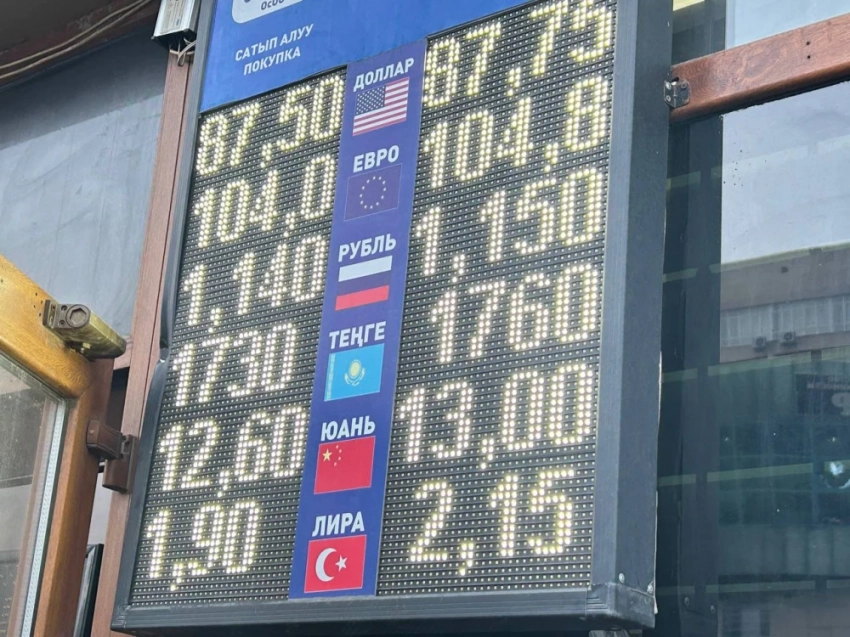 САТЫП АЛУУ
ПОКУПКА
87,50 ДОЛЛАР 87,75
104,0 ЕВРО 104,8
1,140 РУБЛЬ 1,150
1730 ТЕҢГЕ 1760
12,60 ЮАНЬ 13,00
1,90 ЛИРА 2,15